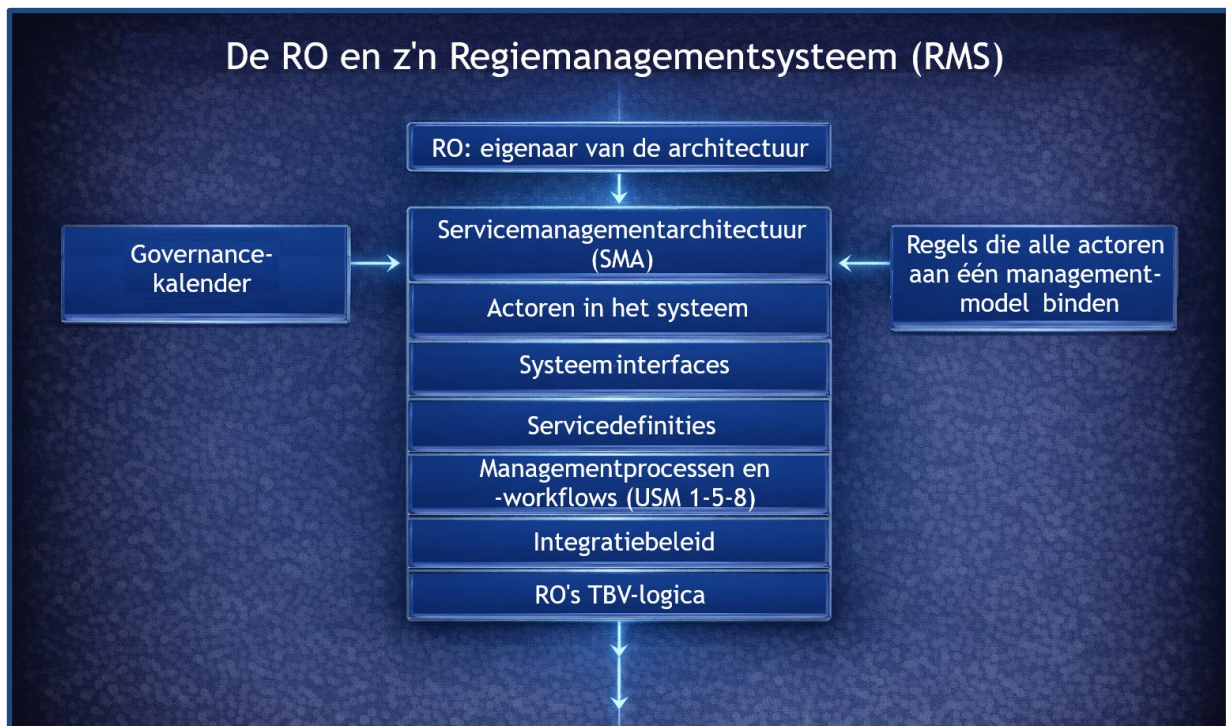 De RO en z'n Regiemanagementsysteem (RMS)
RO: eigenaar van de architectuur
Governance-
kalender
Servicemanagementarchitectuur
(SMA)
Regels die alle actoren
aan één management-
model binden
Actoren in het systeem
Systeeminterfaces
Servicedefinities
Managementprocessen en
-workflows (USM 1-5-8)
Integratiebeleid
RO's TBV-logica